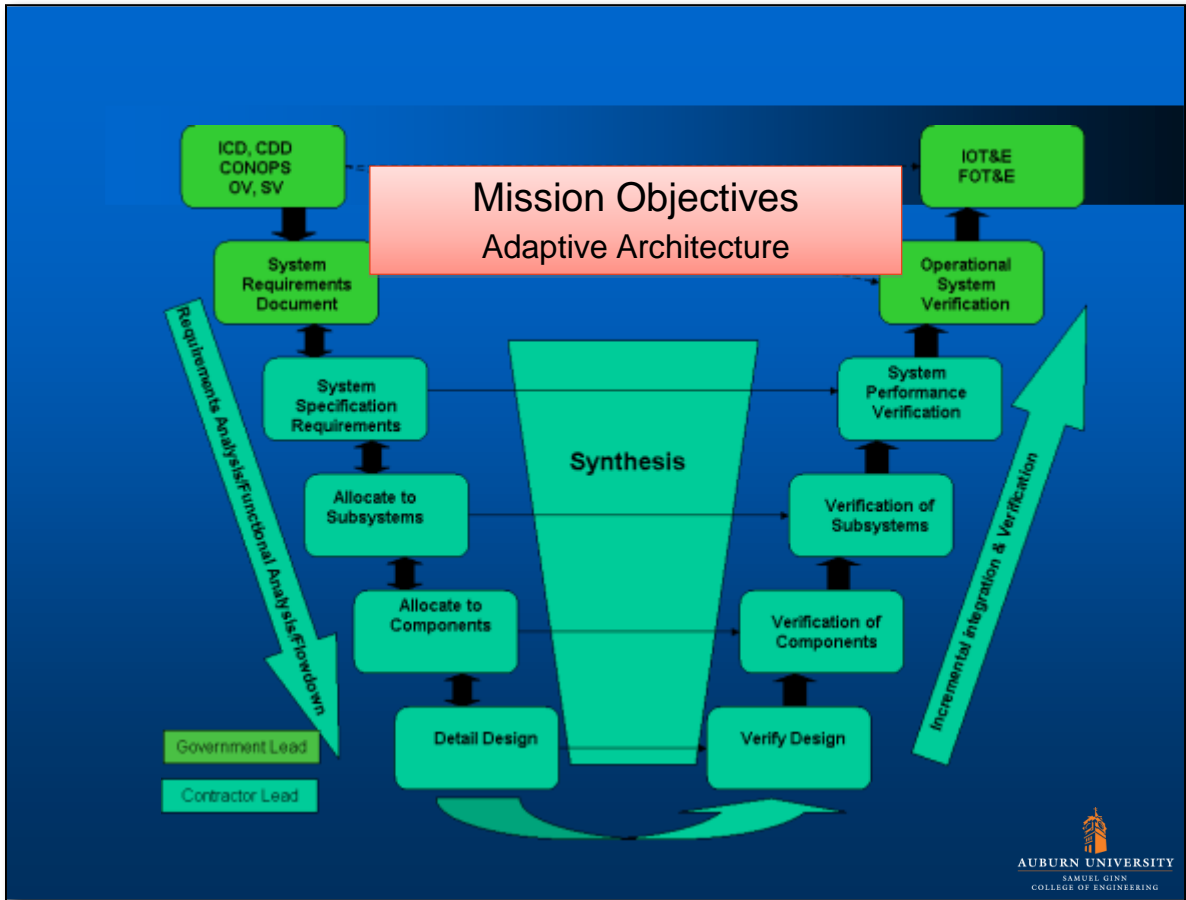 ICD, CDD
CONOPS
OV, SV
IOT&E
FOT&E
Mission Objectives
Adaptive Architecture
System
Requirements
Document
Operational
System
Verification
Requirements Analysis/Functional Analysis/Flowdown
System
Specification
Requirements
Synthesis
System
Performance
Verification
Incremental integration & Verification
Allocate to
Subsystems
Verification of
Subsystems
Allocate to
Components
Verification of
Components
Detail Design
Verify Design
Government Lead
Contractor Lead
AUBURN UNIVERSITY
SAMUEL GINN
COLLEGE OF ENGINEERING